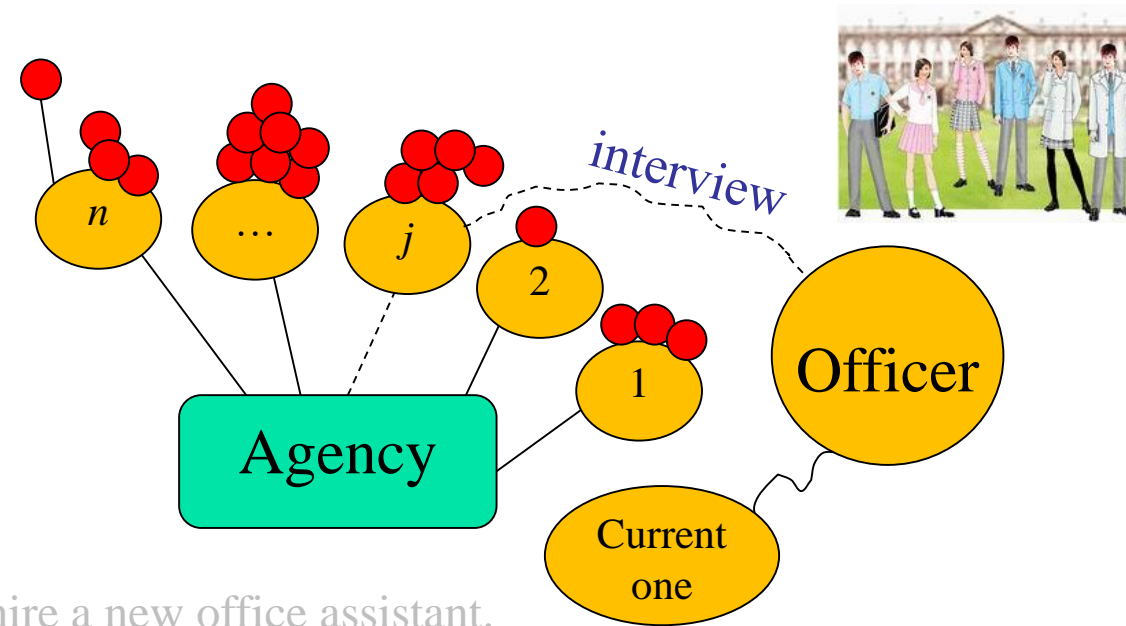 n
…
j
interview
2
1
Officer
Agency
Current
one
hire a new office assistant.